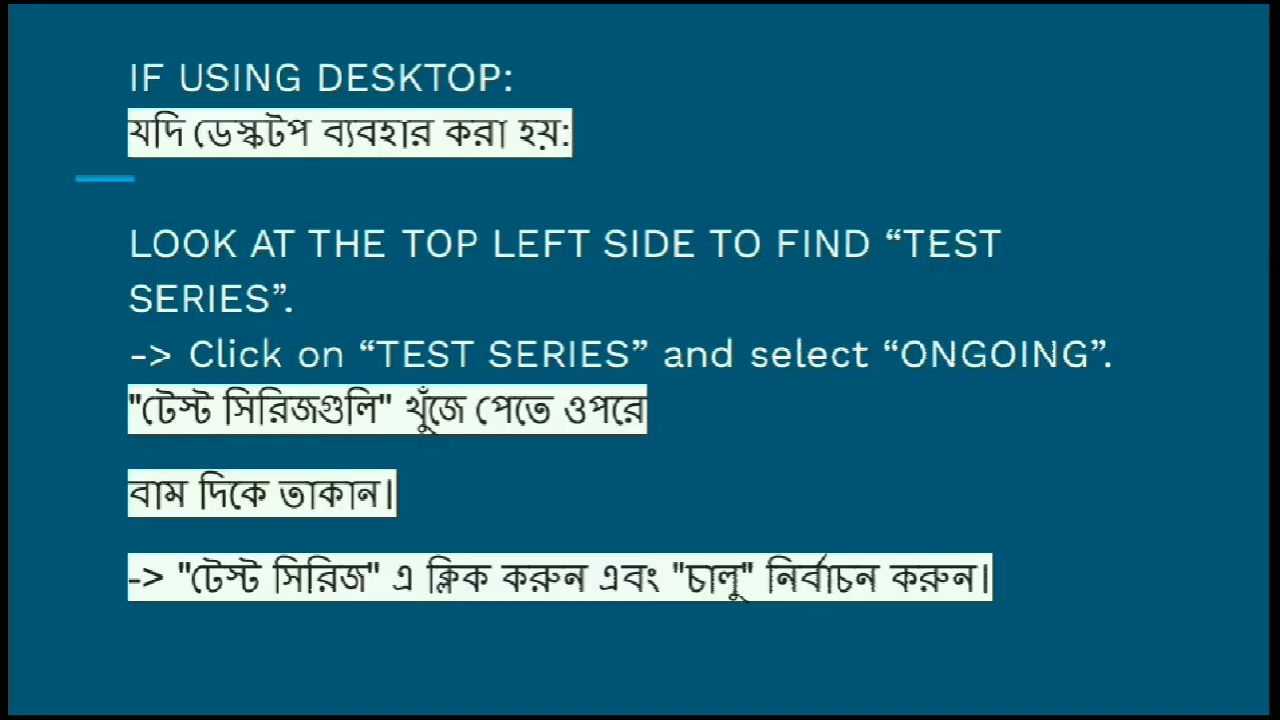 IF USING DESKTOP:
যদি ডেস্কটপ ব্যবহার করা হয়:
LOOK AT THE TOP LEFT SIDE TO FIND “TEST
SERIES”.
-> Click on “TEST SERIES” and select “ONGOING”.
"টেস্ট সিরিজগুলি" খুঁজে পেতে ওপরে
বাম দিকে তাকান।
-> "টেস্ট সিরিজ" এ ক্লিক করুন এবং "চালু" নির্বাচন করুন।